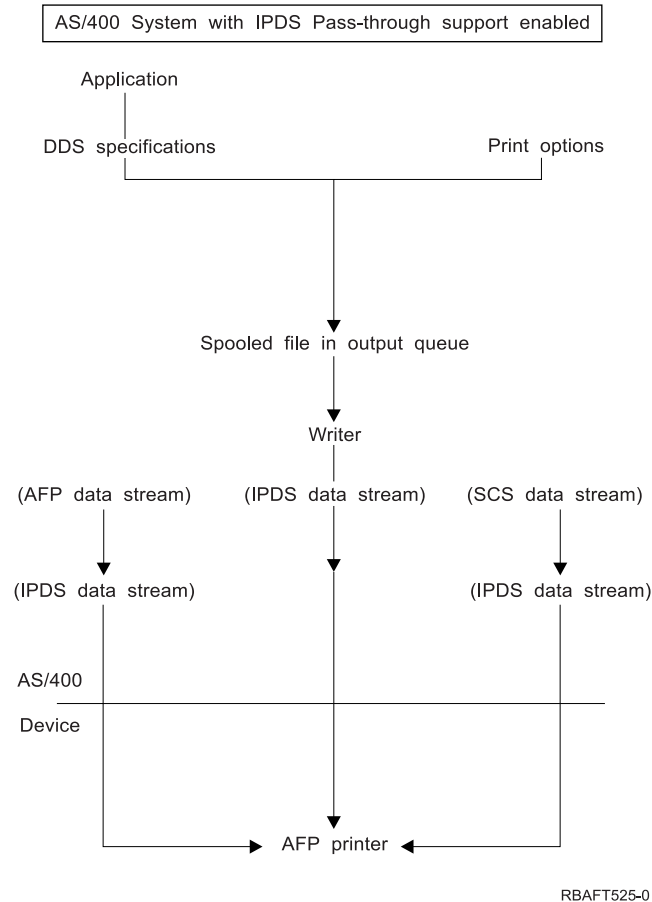 AS/400 System with IPDS Pass-through support enabled
Application
DDS specifications
Print options
Spooled file in output queue
Writer
(AFP data stream)
(IPDS data stream)
(SCS data stream)
(IPDS data stream)
(IPDS data stream)
AS/400
Device
AFP printer
RBAFT525-0